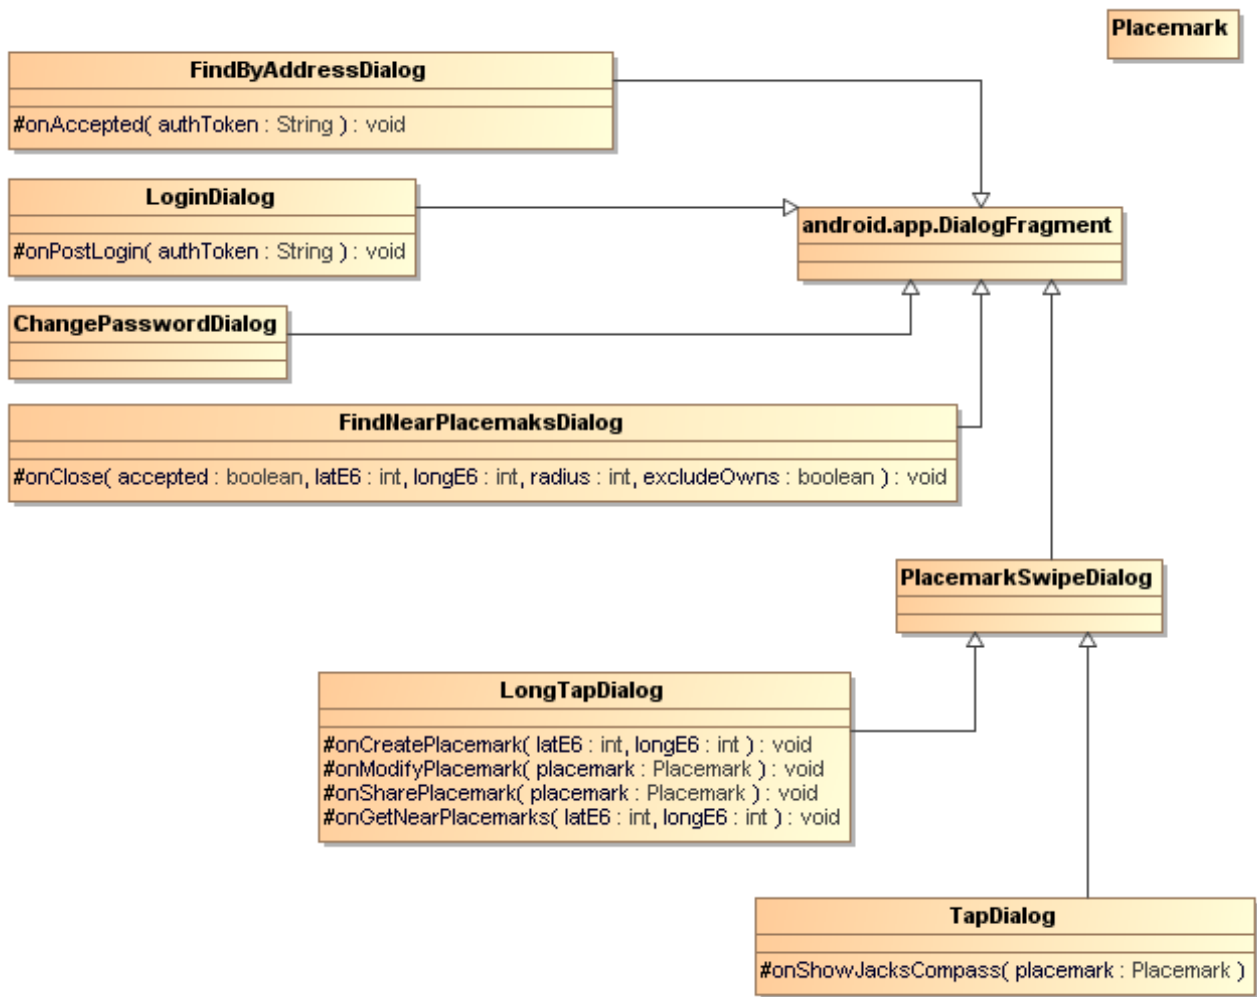 Placemark
FindByAddressDialog
#onAccepted( authToken : String ) : void
LoginDialog
#onPostLogin( authToken : String ) : void
android.app.DialogFragment
ChangePasswordDialog
FindNearPlacemaksDialog
#onClose( accepted : boolean, latE6 : int, longE6 : int, radius : int, excludeOwns : boolean ) : void
PlacemarkSwipeDialog
LongTapDialog
#onCreatePlacemark( latE6 : int, longE6 : int ) : void
#onModifyPlacemark( placemark : Placemark ) : void
#onSharePlacemark( placemark : Placemark ) : void
#onGetNearPlacemarks( latE6 : int, longE6 : int ) : void
TapDialog
#onShowJacksCompass( placemark : Placemark )